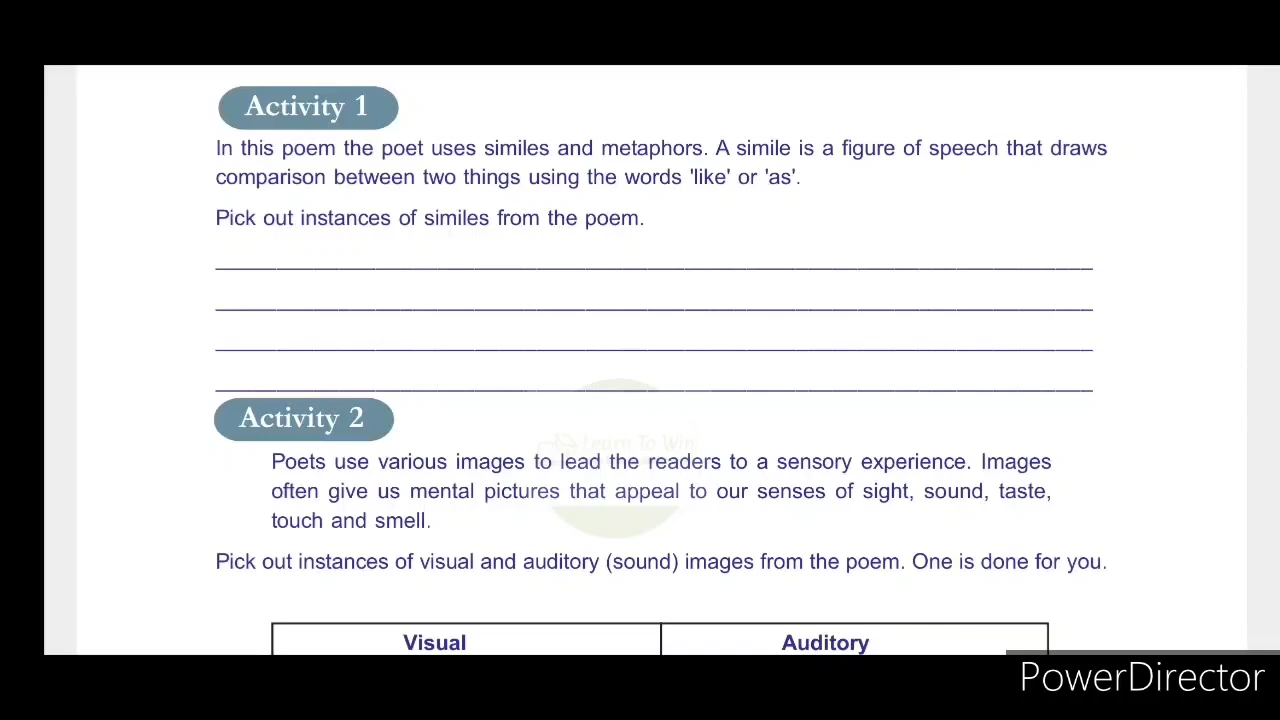 Activity 1
In this poem the poet uses similes and metaphors. A simile is a figure of speech that draws
comparison between two things using the words 'like' or 'as'.
Pick out instances of similes from the poem.
Activity 2
Learn To Win
Poets use various images to lead the readers to a sensory experience. Images
often give us mental pictures that appeal to our senses of sight, sound, taste,
touch and smell.
Pick out instances of visual and auditory (sound) images from the poem. One is done for you.
Visual
Auditory
PowerDirector